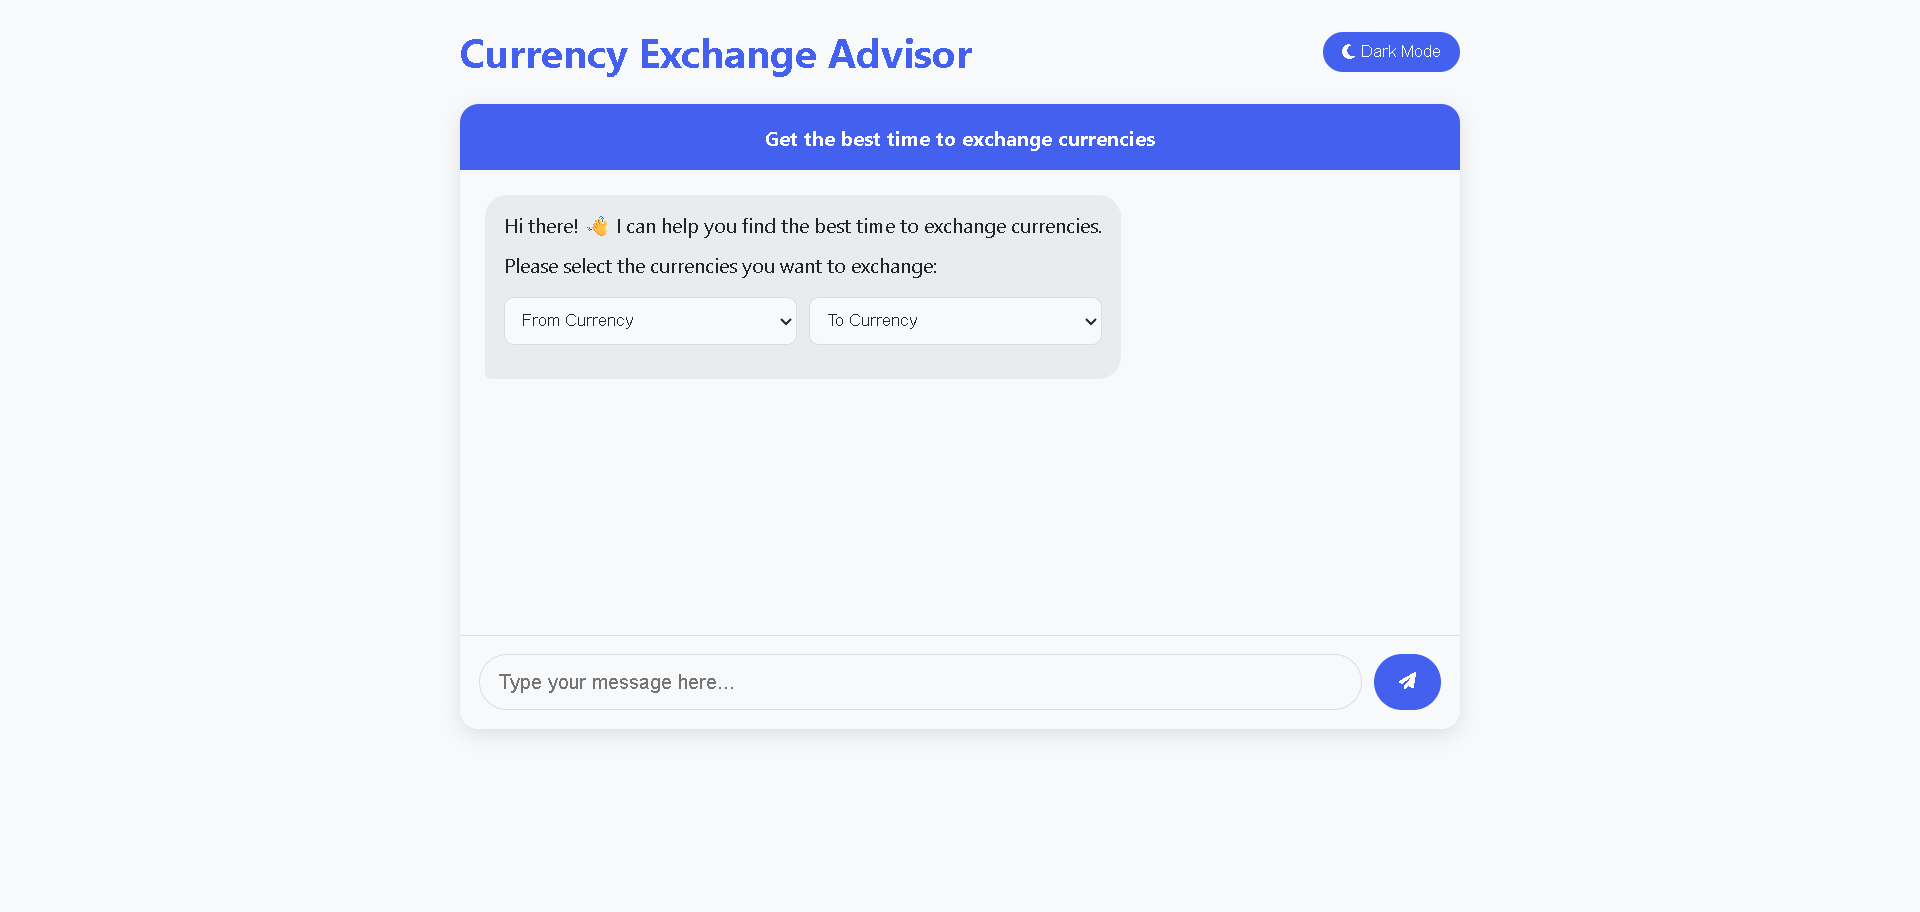 Currency Exchange Advisor
Dark Mode
Get the best time to exchange currencies
Hi there! 👋 I can help you find the best time to exchange currencies.
Please select the currencies you want to exchange:
From Currency
To Currency
Type your message here...